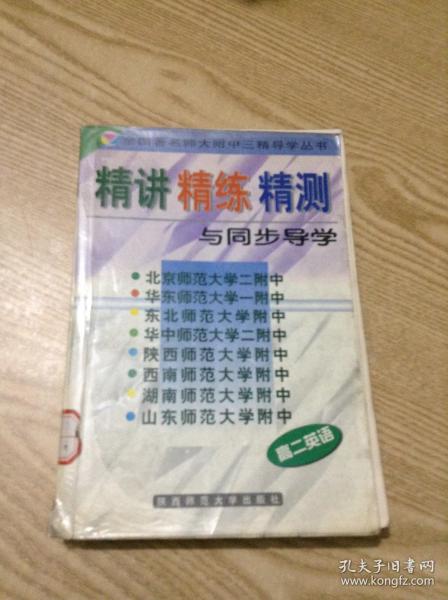 全国著名师大附中三精导学丛书
精讲 精练 精测
与同步导学
北京师范大学二附中
华东师范大学一附中
东北师范大学附中
华中师范大学二附中
陕西师范大学附中
西南师范大学附中
湖南师范大学附中
山东师范大学附中
高二英语
陕西师范大学出版社
孔夫子旧书网
www.kongfz.com